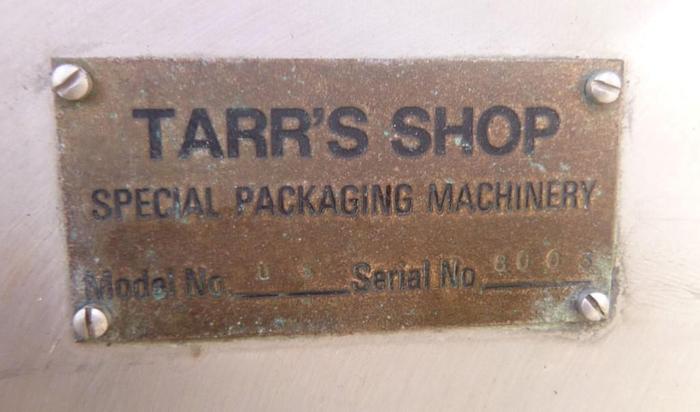 TARR'S SHOP
SPECIAL PACKAGING MACHINERY
Model No. Serial No